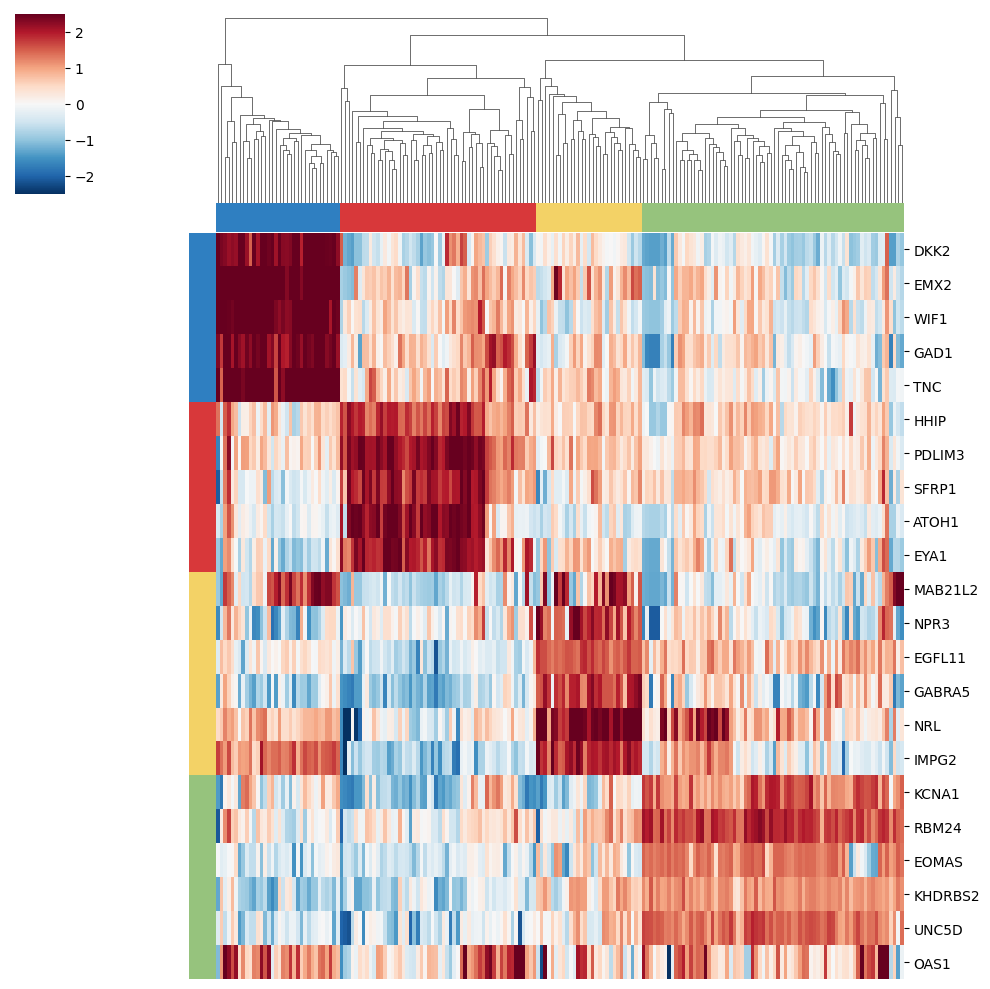 2
1
0
−1
−2
DKK2
EMX2
WIF1
GAD1
TNC
HHIP
PDLIM3
SFRP1
ATOH1
EYA1
MAB21L2
NPR3
EGFL11
GABRA5
NRL
IMPG2
KCNA1
RBM24
EOMAS
KHDRBS2
UNC5D
OAS1